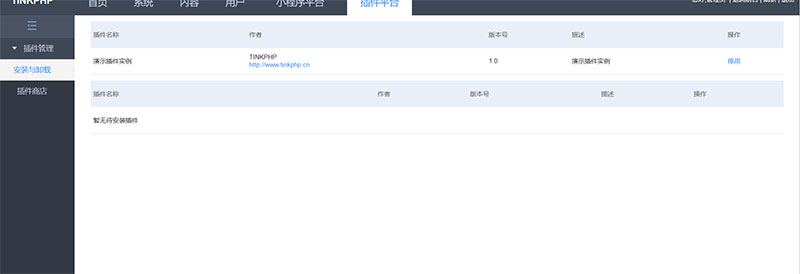 TINKPHP 首页 系统 内容 用户 小程序平台 插件平台
插件管理
安装与卸载
插件商店
插件名称 作者 版本号 描述 操作
演示插件实例 TINKPHP 1.0 演示插件实例 停用
http://www.tinkphp.cn
插件名称 作者 版本号 描述 操作
暂无待安装插件